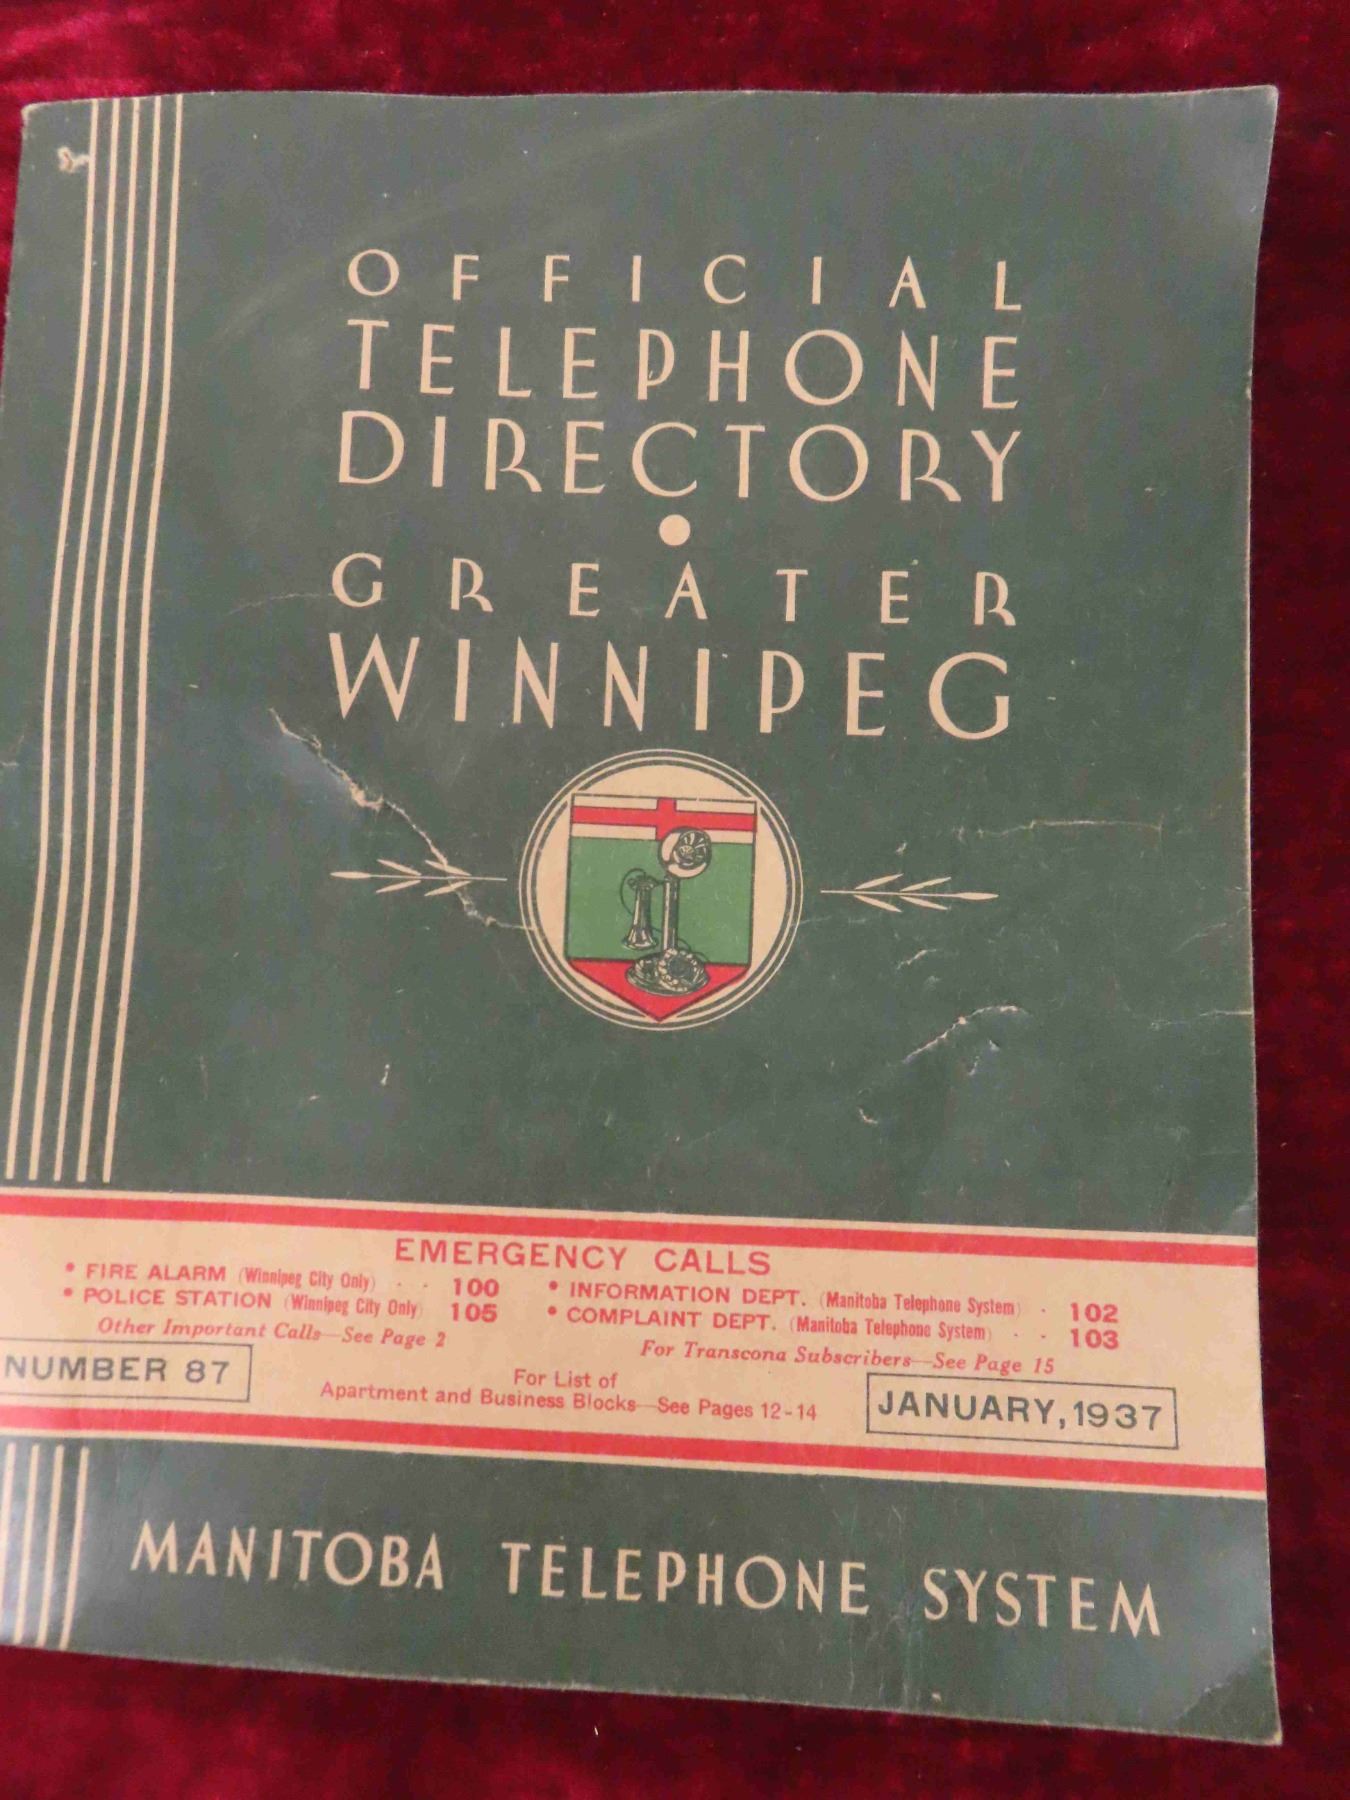 OFFICIAL
TELEPHONE
DIRECTORY
GREATER
WINNIPEG
EMERGENCY CALLS
• FIRE ALARM (Winnipeg City Only) - - 100
• POLICE STATION (Winnipeg City Only) 105
Other Important Calls—See Page 2
• INFORMATION DEPT. (Manitoba Telephone System) - 102
• COMPLAINT DEPT. (Manitoba Telephone System) - - 103
For Transcona Subscribers—See Page 15
NUMBER 87
For List of
Apartment and Business Blocks—See Pages 12-14
JANUARY, 1937
MANITOBA TELEPHONE SYSTEM